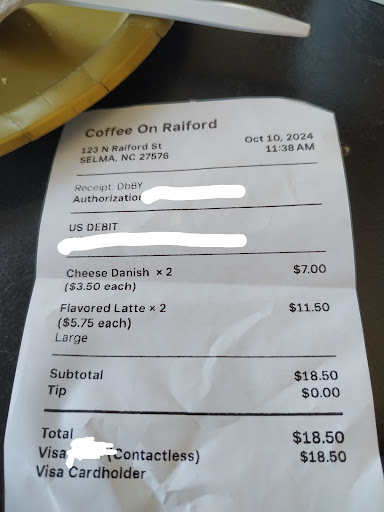 Coffee On Raiford
123 N Raiford St
SELMA, NC 27576
Oct 10, 2024
11:38 AM
Receipt: DbBY
Authorization
US DEBIT
Cheese Danish × 2 $7.00
($3.50 each)
Flavored Latte × 2 $11.50
($5.75 each)
Large
Subtotal $18.50
Tip $0.00
Total $18.50
Visa (Contactless) $18.50
Visa Cardholder